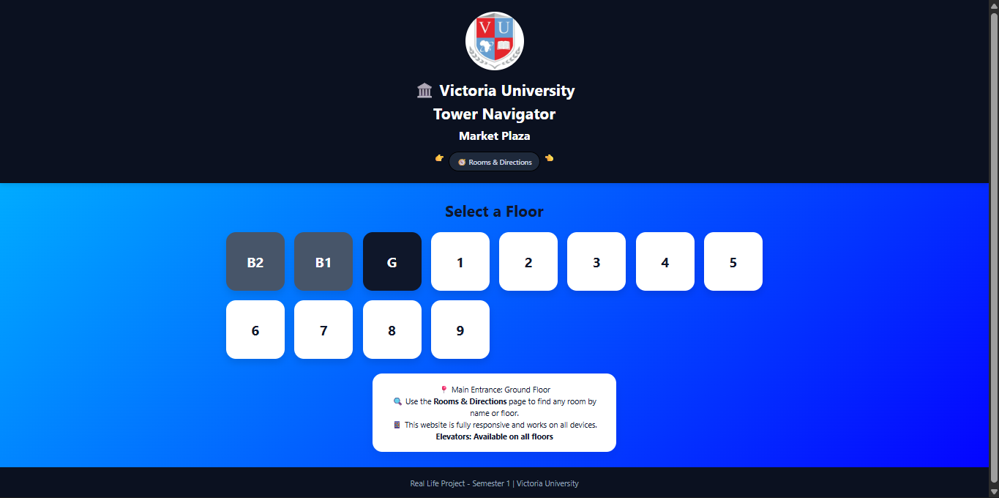 V U
Victoria University
Tower Navigator
Market Plaza
Rooms & Directions
Select a Floor
B2 B1 G 1 2 3 4 5
6 7 8 9
Main Entrance: Ground Floor
Use the Rooms & Directions page to find any room by
name or floor.
This website is fully responsive and works on all devices.
Elevators: Available on all floors
Real Life Project - Semester 1 | Victoria University